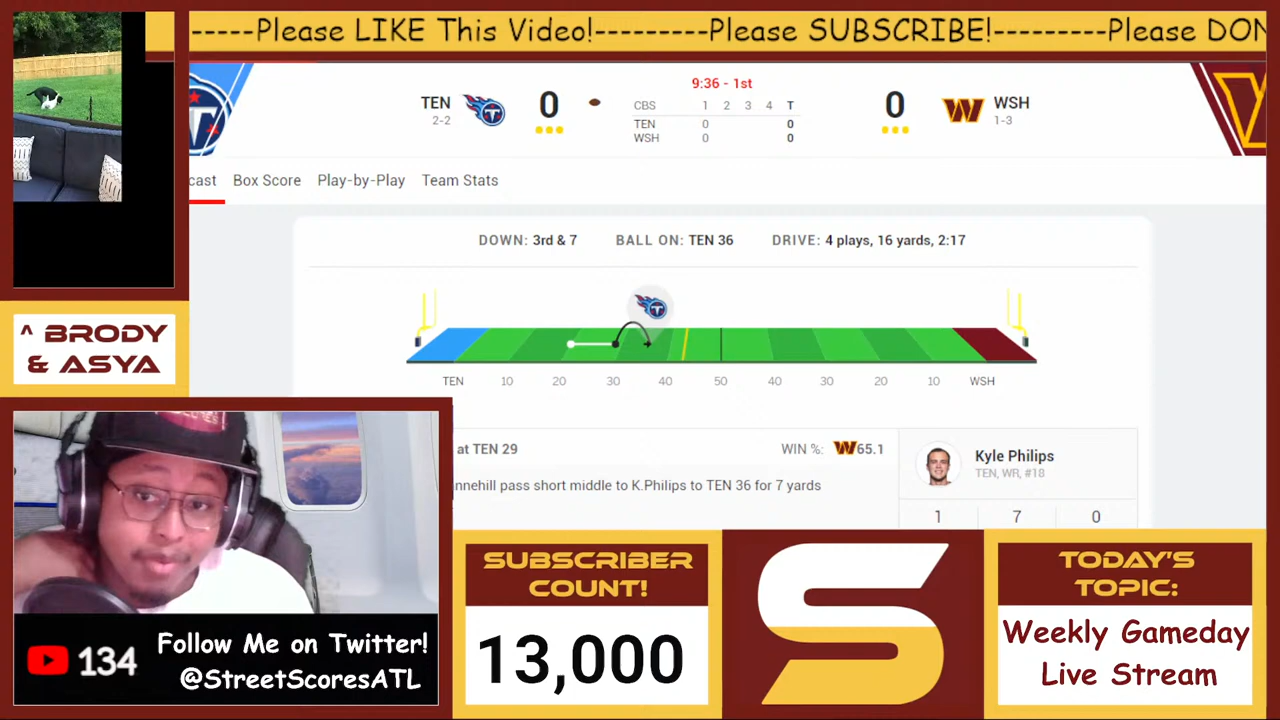 -----Please LIKE This Video!---------Please SUBSCRIBE!---------Please DON
9:36 - 1st
TEN
2-2
0
CBS 1 2 3 4 T
TEN 0 0
WSH 0 0
0
WSH
1-3
cast Box Score Play-by-Play Team Stats
DOWN: 3rd & 7 BALL ON: TEN 36 DRIVE: 4 plays, 16 yards, 2:17
TEN 10 20 30 40 50 40 30 20 10 WSH
^ BRODY
& ASYA
at TEN 29
WIN %: 65.1
nnehill pass short middle to K.Philips to TEN 36 for 7 yards
Kyle Philips
TEN, WR, #18
1 7 0
134
Follow Me on Twitter!
@StreetScoresATL
SUBSCRIBER
COUNT!
13,000
TODAY'S
TOPIC:
Weekly Gameday
Live Stream